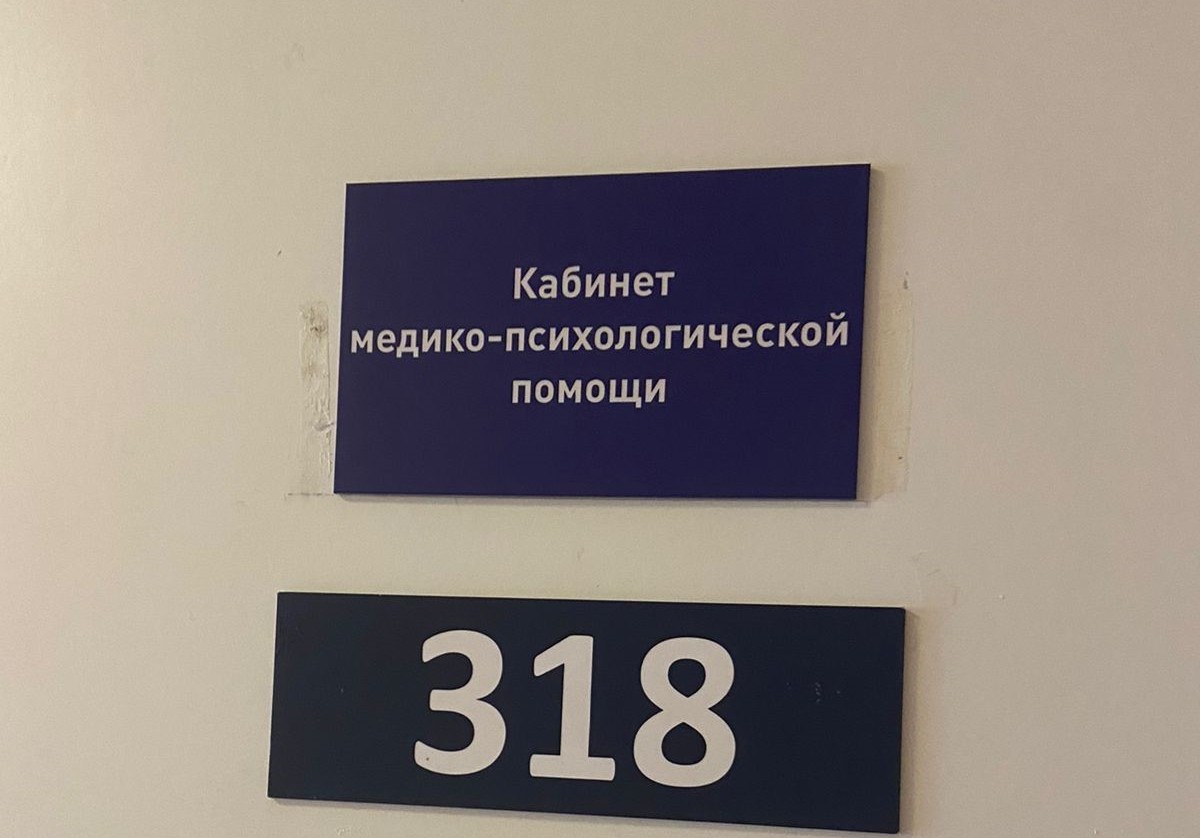 Кабинет
медико-психологической
помощи
318